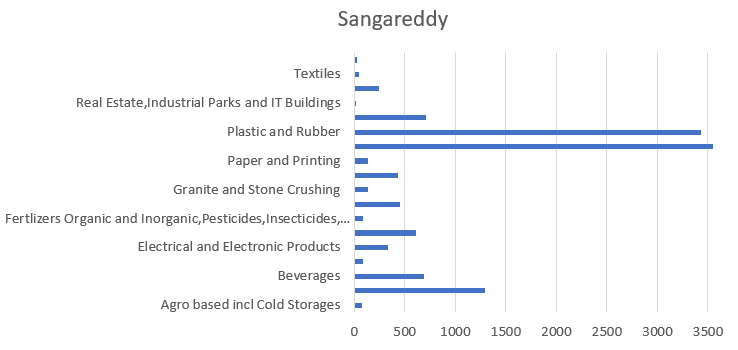 Sangareddy
Textiles
Real Estate,Industrial Parks and IT Buildings
Plastic and Rubber
Paper and Printing
Granite and Stone Crushing
Fertlizers Organic and Inorganic,Pesticides,Insecticides,...
Electrical and Electronic Products
Beverages
Agro based incl Cold Storages
0 500 1000 1500 2000 2500 3000 3500